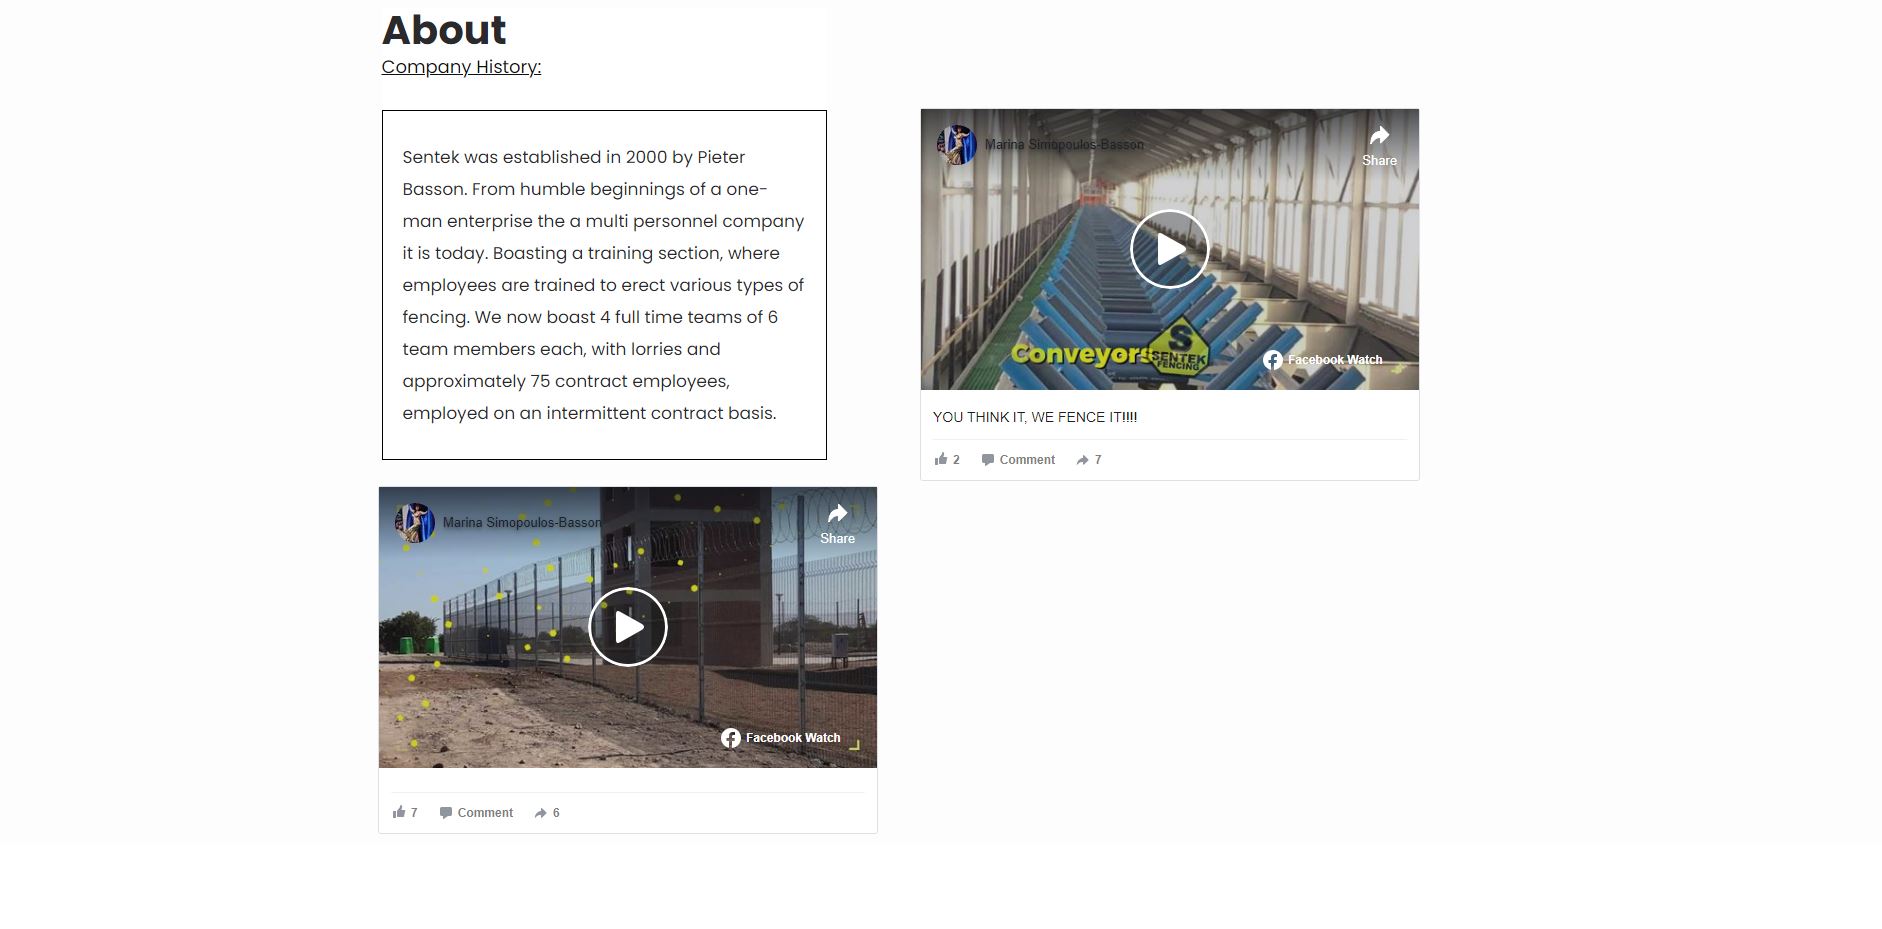 About
Company History:
Sentek was established in 2000 by Pieter
Basson. From humble beginnings of a one-
man enterprise the a multi personnel company
it is today. Boasting a training section, where
employees are trained to erect various types of
fencing. We now boast 4 full time teams of 6
team members each, with lorries and
approximately 75 contract employees,
employed on an intermittent contract basis.
Marina Simopoulos-Basson
Share
Conveyors
S
SENTEK
FENCING
Facebook Watch
YOU THINK IT, WE FENCE IT!!!!
2 Comment 7
Marina Simopoulos-Basson
Share
Facebook Watch
7 Comment 6